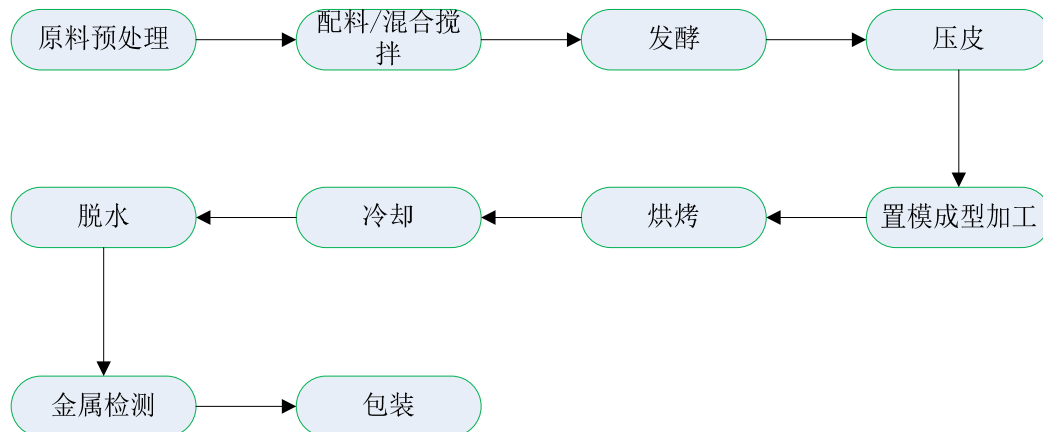 原料预处理
配料/混合搅
拌
发酵
压皮
脱水
冷却
烘烤
置模成型加工
金属检测
包装